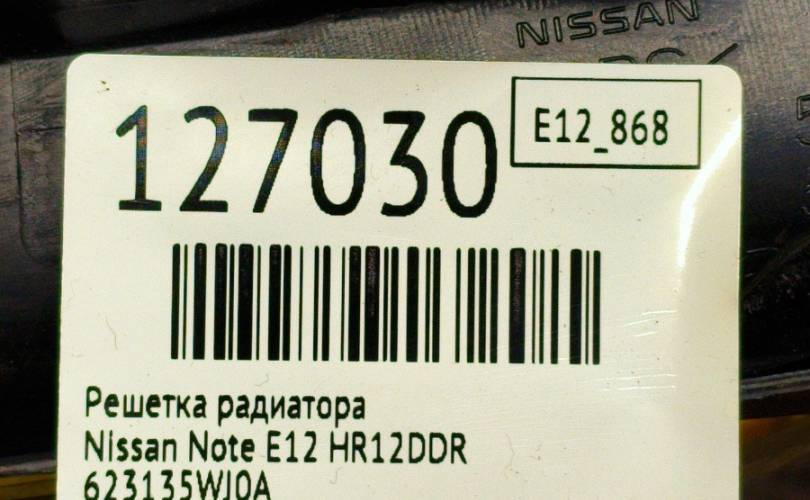 NISSAN
127030
E12_868
Решетка радиатора
Nissan Note E12 HR12DDR
623135WJ0A